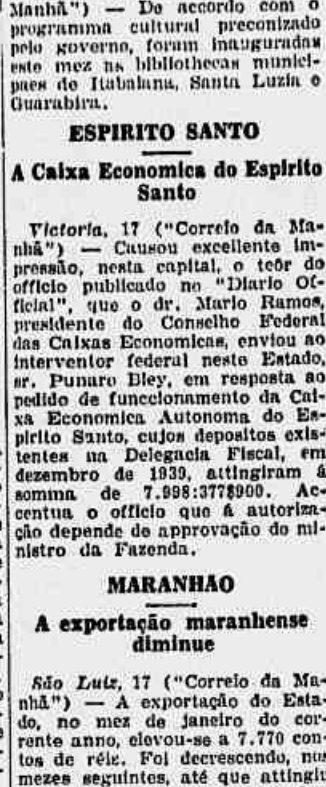 Manhã") — De accordo com o
programma cultural preconizado
pelo governo, foram inauguradas
este mez as bibliothecas munici-
paes de Itabaiana, Santa Luzia e
Guarabira.
ESPIRITO SANTO
A Caixa Economica do Espirito
Santo
Victoria, 17 ("Correio da Ma-
nhã") — Causou excellente im-
pressão, nesta capital, o teôr do
officio publicado no "Diario Of-
ficial", que o dr. Mario Ramos,
presidente do Conselho Federal
das Caixas Economicas, enviou ao
interventor federal neste Estado,
sr. Punaro Bley, em resposta ao
pedido de funccionamento da Cai-
xa Economica Autonoma do Es-
pirito Santo, cujos depositos exis-
tentes na Delegacia Fiscal, em
dezembro de 1939, attingiram á
somma de 7.998:377$900. Ac-
centua o officio que á autoriza-
ção depende de approvação do mi-
nistro da Fazenda.
MARANHAO
A exportação maranhense
diminue
São Luiz, 17 ("Correio da Ma-
nhã") — A exportação do Esta-
do, no mez de janeiro do cor-
rente anno, elevou-se a 7.770 con-
tos de réis. Foi decrescendo, nos
mezes seguintes, até que attingiu